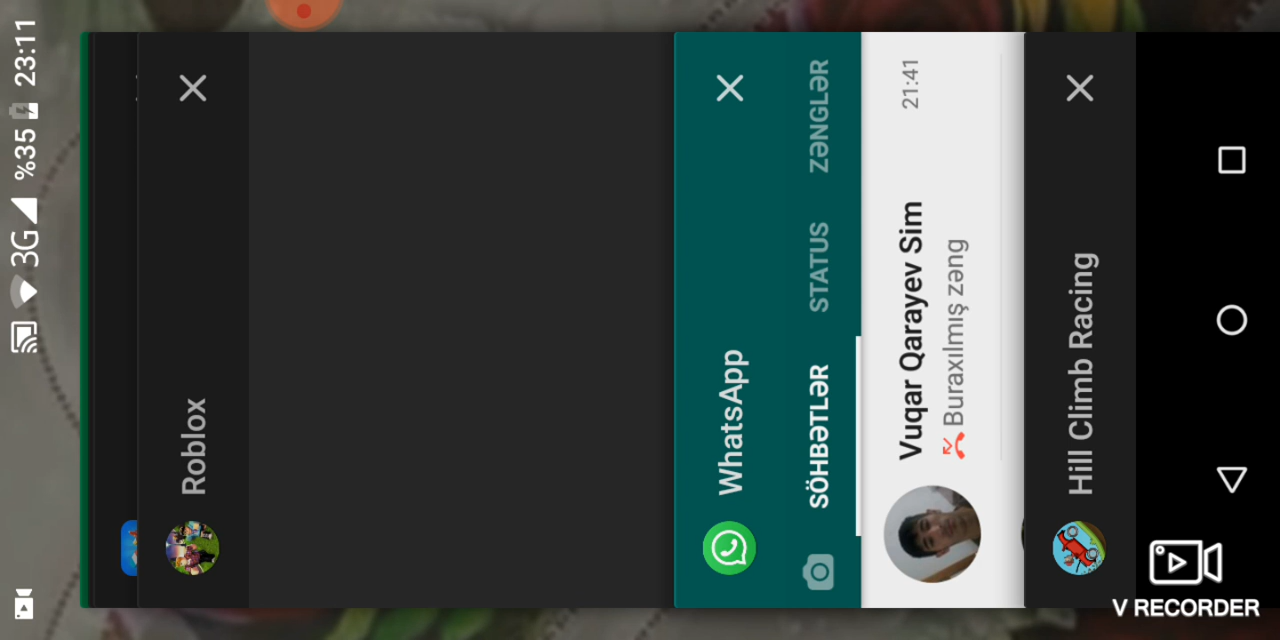 3G %35 23:11
Roblox
WhatsApp
SÖHBƏTLƏR STATUS ZƏNGLƏR
Vuqar Qarayev Sim 21:41
Buraxılmış zəng
Hill Climb Racing
V RECORDER